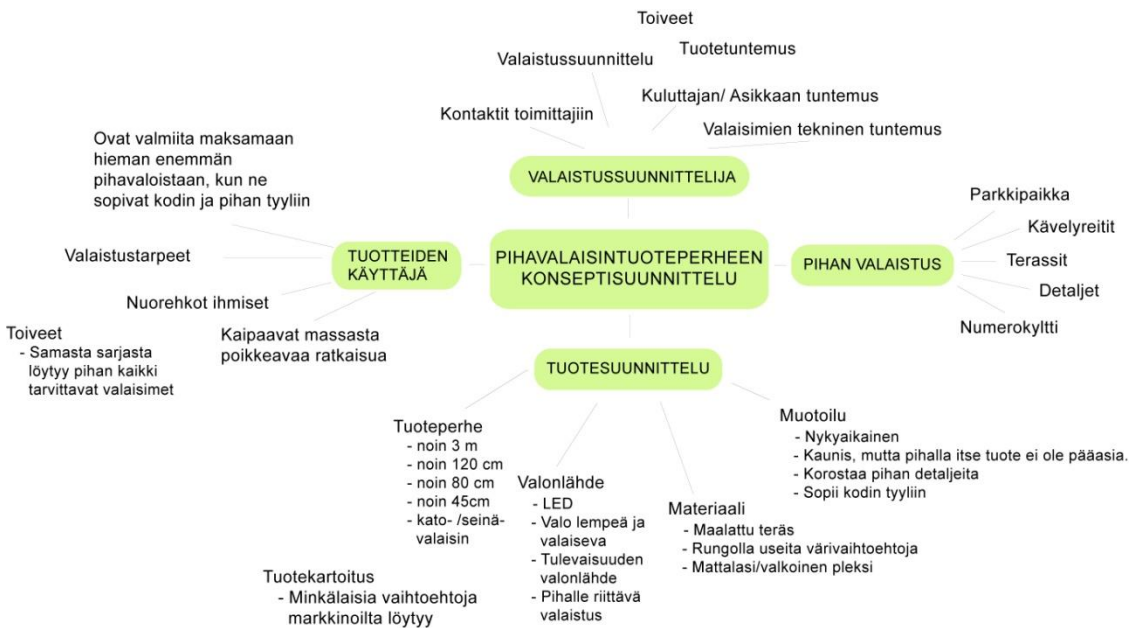 Toiveet
Tuotetuntemus
Valaistussuunnittelu
Kuluttajan/ Asikkaan tuntemus
Kontaktit toimittajiin
Valaisimien tekninen tuntemus
VALAISTUSSUUNNITTELIJA
Ovat valmiita maksamaan
hieman enemmän
pihavaloistaan, kun ne
sopivat kodin ja pihan tyyliin
Valaistustarpeet
Nuorehkot ihmiset
Kaipaavat massasta
poikkeavaa ratkaisua
Toiveet
- Samasta sarjasta
löytyy pihan kaikki
tarvittavat valaisimet
TUOTTEIDEN
KÄYTTÄJÄ
PIHAVALAISINTUOTEPERHEEN
KONSEPTISUUNNITTELU
PIHAN VALAISTUS
Parkkipaikka
Kävelyreitit
Terassit
Detaljet
Numerokyltti
TUOTESUUNNITTELU
Tuoteperhe
- noin 3 m
- noin 120 cm
- noin 80 cm
- noin 45cm
- kato- /seinä-
valaisin
Tuotekartoitus
- Minkälaisia vaihtoehtoja
markkinoilta löytyy
Valonlähde
- LED
- Valo lempeä ja
valaiseva
- Tulevaisuuden
valonlähde
- Pihalle riittävä
valaistus
Materiaali
- Maalattu teräs
- Rungolla useita värivaihtoehtoja
- Mattalasi/valkoinen pleksi
Muotoilu
- Nykyaikainen
- Kaunis, mutta pihalla itse tuote ei ole pääasia.
- Korostaa pihan detaljeita
- Sopii kodin tyyliin